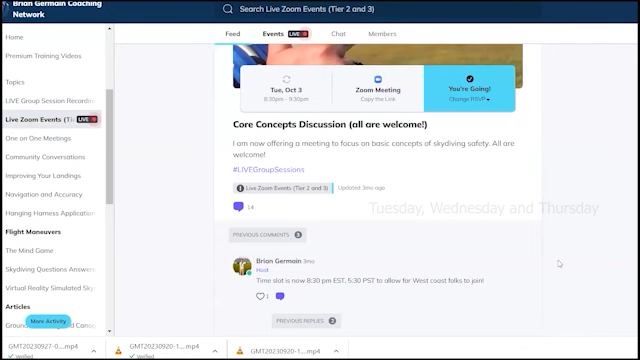 Brian Germain Coaching
Network
Search Live Zoom Events (Tier 2 and 3)
Home
Premium Training Videos
Topics
LIVE Group Session Recordin
Live Zoom Events (Tie
LIVE
One on One Meetings
Community Conversations
Improving Your Landings
Navigation and Accuracy
Hanging Harness Application
Flight Maneuvers
The Mind Game
Skydiving Questions Answere
Virtual Reality Simulated Sky
Articles
More Activity
Feed
Events
LIVE
Chat
Members
Tue, Oct 3
8:30pm - 9:30pm
Zoom Meeting
Copy the Link
You're Going!
Change RSVP
Core Concepts Discussion (all are welcome!)
I am now offering a meeting to focus on basic concepts of skydiving safety. All are
welcome!
#LIVEGroupSessions
Live Zoom Events (Tier 2 and 3)
Updated 3mo ago
14
Tuesday, Wednesday and Thursday
PREVIOUS COMMENTS 3
Brian Germain 3mo
Host
Time slot is now 8:30 pm EST, 5:30 PST to allow for West coast folks to join!
1
PREVIOUS REPLIES 2
GMT20230927-0....mp4
Verified
GMT20230920-1....mp4
Verified
GMT20230920-1....mp4
Verified